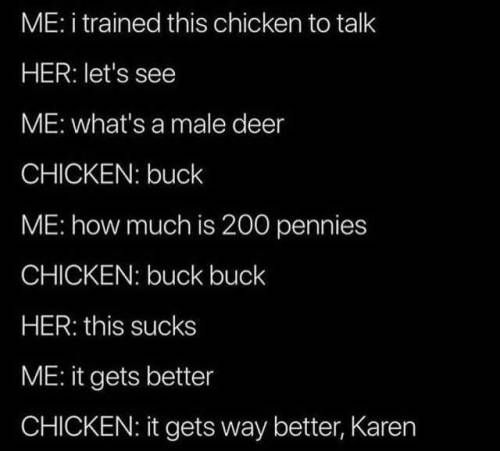 ME: i trained this chicken to talk
HER: let's see
ME: what's a male deer
CHICKEN: buck
ME: how much is 200 pennies
CHICKEN: buck buck
HER: this sucks
ME: it gets better
CHICKEN: it gets way better, Karen